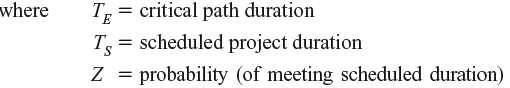 where T_E = critical path duration
T_S = scheduled project duration
Z = probability (of meeting scheduled duration)